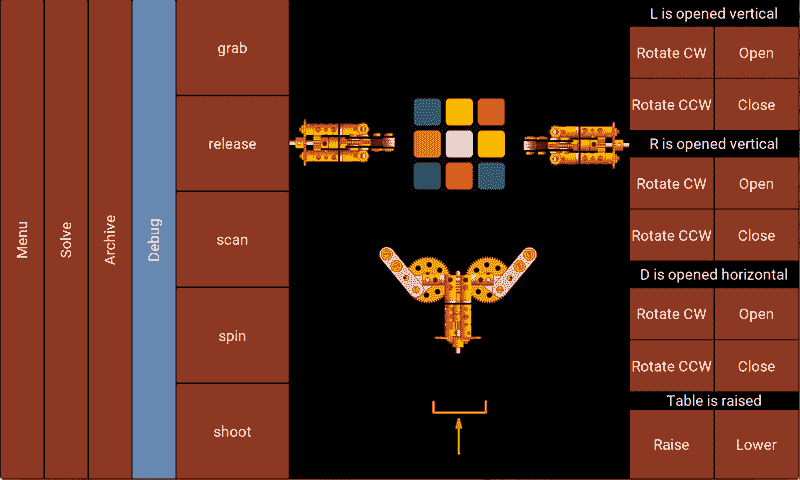 Menu
Solve
Archive
Debug
grab
release
scan
spin
shoot
L is opened vertical
Rotate CW
Open
Rotate CCW
Close
R is opened vertical
Rotate CW
Open
Rotate CCW
Close
D is opened horizontal
Rotate CW
Open
Rotate CCW
Close
Table is raised
Raise
Lower